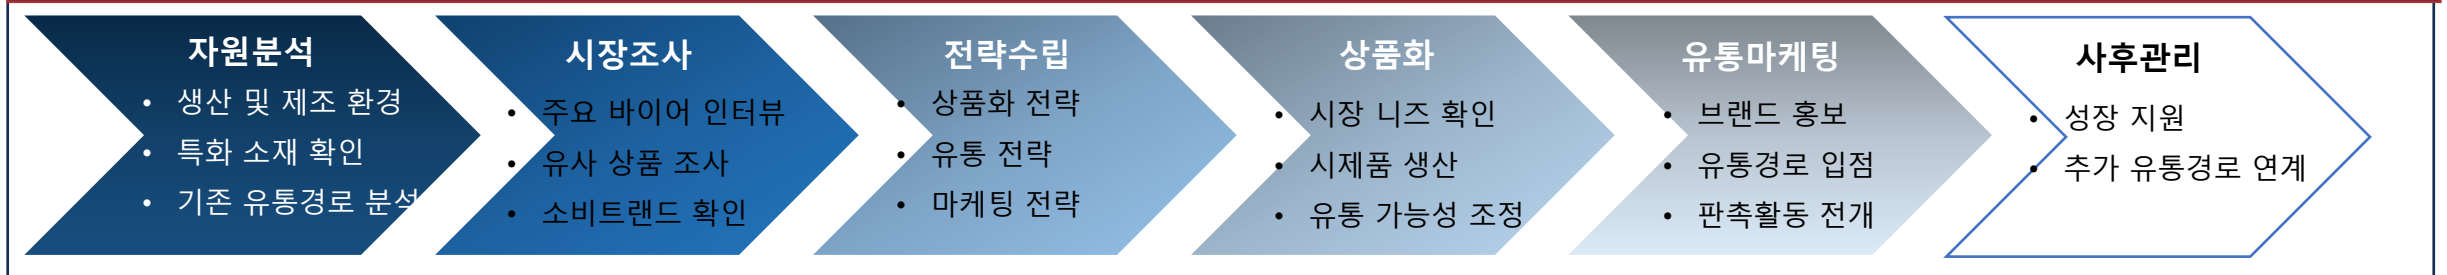 자원분석
• 생산 및 제조 환경
• 특화 소재 확인
• 기존 유통경로 분석
시장조사
• 주요 바이어 인터뷰
• 유사 상품 조사
• 소비트랜드 확인
전략수립
• 상품화 전략
• 유통 전략
• 마케팅 전략
상품화
• 시장 니즈 확인
• 시제품 생산
• 유통 가능성 조정
유통마케팅
• 브랜드 홍보
• 유통경로 입점
• 판촉활동 전개
사후관리
• 성장 지원
• 추가 유통경로 연계